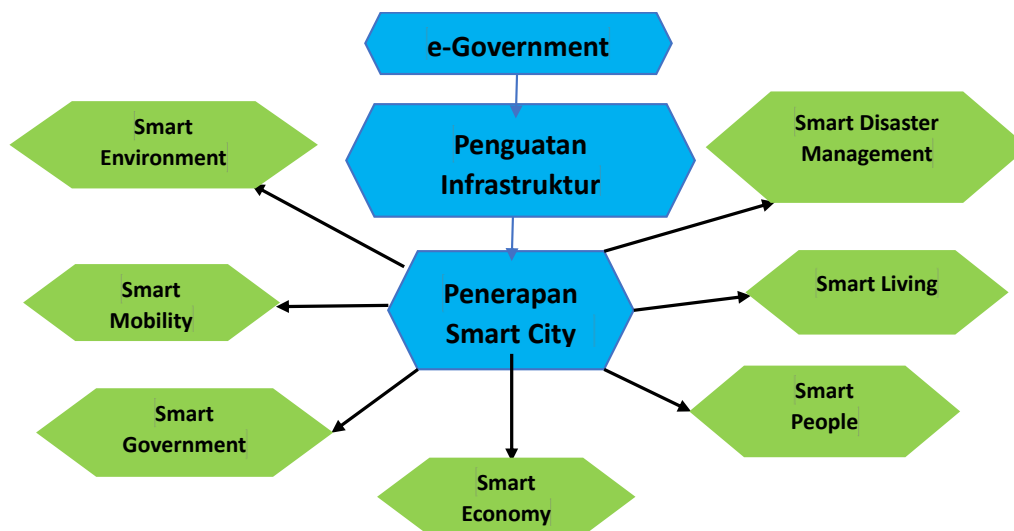 e-Government
Smart
Environment
Penguatan
Infrastruktur
Smart Disaster
Management
Smart
Mobility
Penerapan
Smart City
Smart Living
Smart
Government
Smart
People
Smart
Economy